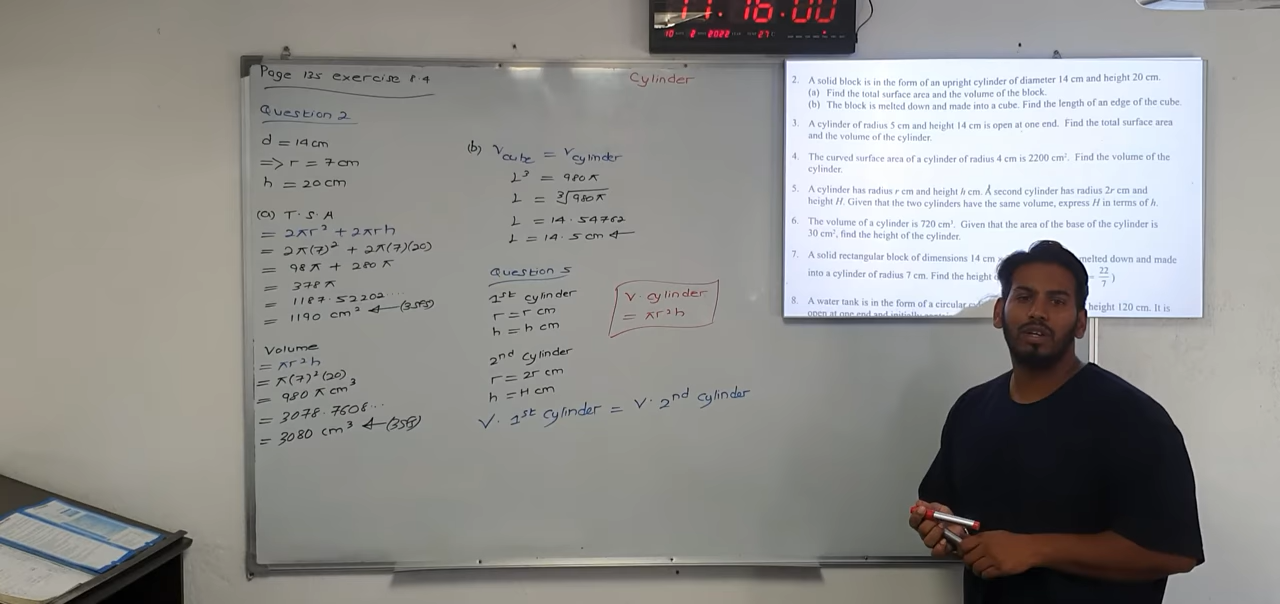 11:16:00
10 2 2022 27
Page 125 exercise 8.4
Cylinder
Question 2
d = 14cm
=> r = 7cm
h = 20cm
(a) T.S.A
= 2πr² + 2πrh
= 2π(7)² + 2π(7)(20)
= 98π + 280π
= 378π
= 1187.52202...
= 1190 cm² ← (3sf)
Volume
= πr²h
= π(7)²(20)
= 980π cm³
= 3078.7608...
= 3080 cm³ ← (3sf)
(b) V cube = V cylinder
L³ = 980π
L = ∛980π
L = 14.54762
L = 14.5cm ←
Question 5
1st cylinder
r = r cm
h = h cm
2nd cylinder
r = 2r cm
h = H cm
V. 1st cylinder = V. 2nd cylinder
V. cylinder
= πr²h
2. A solid block is in the form of an upright cylinder of diameter 14 cm and height 20 cm.
(a) Find the total surface area and the volume of the block.
(b) The block is melted down and made into a cube. Find the length of an edge of the cube.
3. A cylinder of radius 5 cm and height 14 cm is open at one end. Find the total surface area
and the volume of the cylinder.
4. The curved surface area of a cylinder of radius 4 cm is 2200 cm². Find the volume of the
cylinder.
5. A cylinder has radius r cm and height h cm. A second cylinder has radius 2r cm and
height H. Given that the two cylinders have the same volume, express H in terms of h.
6. The volume of a cylinder is 720 cm³. Given that the area of the base of the cylinder is
30 cm², find the height of the cylinder.
7. A solid rectangular block of dimensions 14 cm melted down and made
into a cylinder of radius 7 cm. Find the height = 22/7)
8. A water tank is in the form of a circular height 120 cm. It is
open at one end and initially